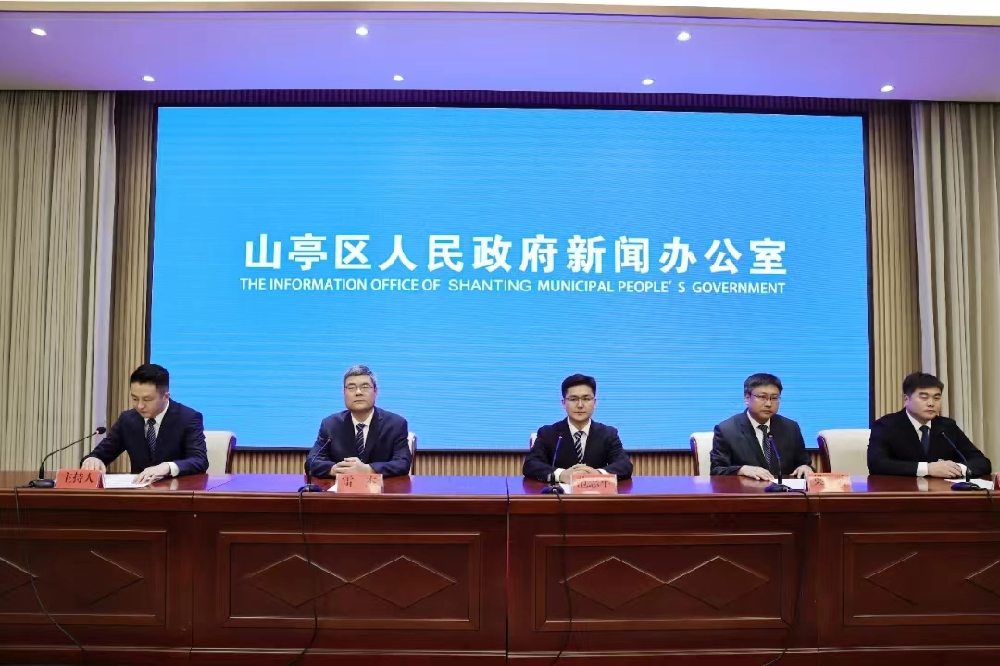 山亭区人民政府新闻办公室
THE INFORMATION OFFICE OF SHANTING MUNICIPAL PEOPLE' S GOVERNMENT
主持人
雷